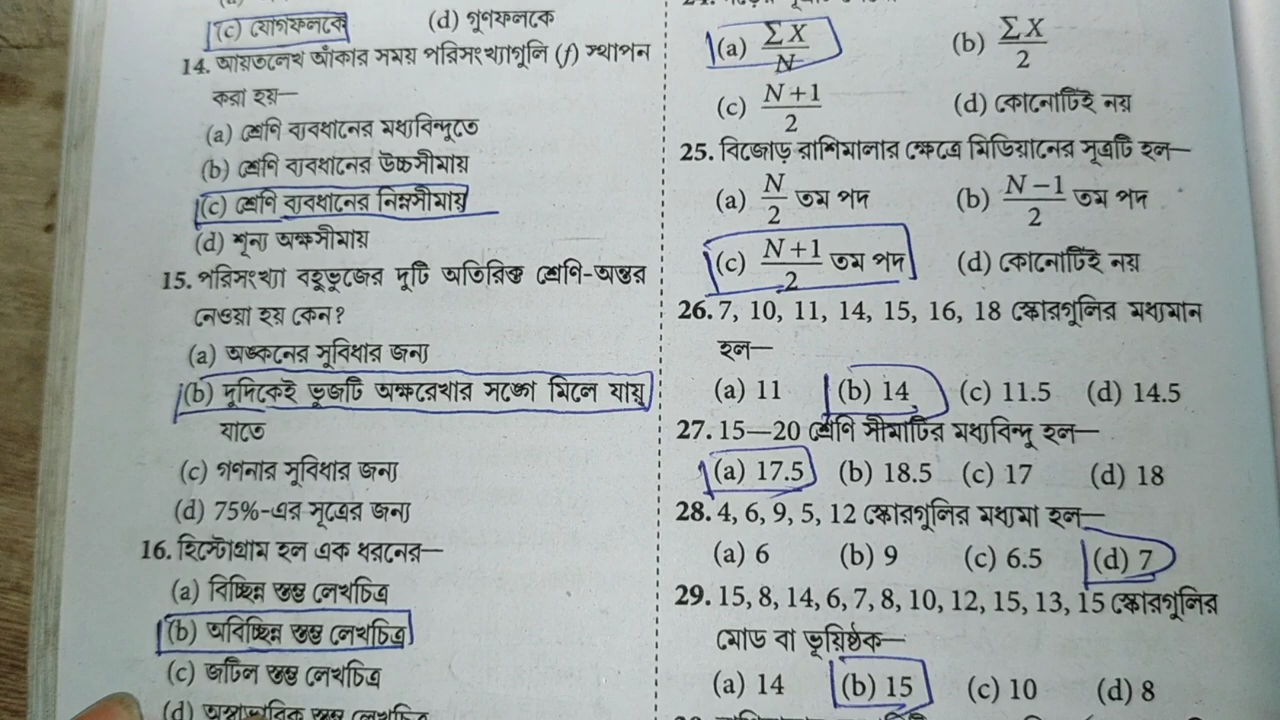 (c) যোগফলকে (d) গুণফলকে
14. আয়তলেখ আঁকার সময় পরিসংখ্যাগুলি (f) স্থাপন
করা হয়—
(a) শ্রেণি ব্যবধানের মধ্যবিন্দুতে
(b) শ্রেণি ব্যবধানের উচ্চসীমায়
(c) শ্রেণি ব্যবধানের নিম্নসীমায়
(d) শূন্য অক্ষসীমায়
15. পরিসংখ্যা বহুভুজের দুটি অতিরিক্ত শ্রেণি-অন্তর
নেওয়া হয় কেন?
(a) অঙ্কনের সুবিধার জন্য
(b) দুদিকেই ভুজটি অক্ষরেখার সঙ্গে মিলে যায়
যাতে
(c) গণনার সুবিধার জন্য
(d) 75%-এর সূত্রের জন্য
16. হিস্টোগ্রাম হল এক ধরনের—
(a) বিচ্ছিন্ন স্তম্ভ লেখচিত্র
(b) অবিচ্ছিন্ন স্তম্ভ লেখচিত্র
(c) জটিল স্তম্ভ লেখচিত্র
(d) অস্বাভাবিক স্তম্ভ লেখচিত্র
(a) ΣX/N (b) ΣX/2
(c) N+1/2 (d) কোনোটিই নয়
25. বিজোড় রাশিমালার ক্ষেত্রে মিডিয়ানের সূত্রটি হল—
(a) N/2 তম পদ (b) N−1/2 তম পদ
(c) N+1/2 তম পদ (d) কোনোটিই নয়
26. 7, 10, 11, 14, 15, 16, 18 স্কোরগুলির মধ্যমান
হল—
(a) 11 (b) 14 (c) 11.5 (d) 14.5
27. 15—20 শ্রেণি সীমাটির মধ্যবিন্দু হল—
(a) 17.5 (b) 18.5 (c) 17 (d) 18
28. 4, 6, 9, 5, 12 স্কোরগুলির মধ্যমা হল—
(a) 6 (b) 9 (c) 6.5 (d) 7
29. 15, 8, 14, 6, 7, 8, 10, 12, 15, 13, 15 স্কোরগুলির
মোড বা ভূয়িষ্ঠক—
(a) 14 (b) 15 (c) 10 (d) 8